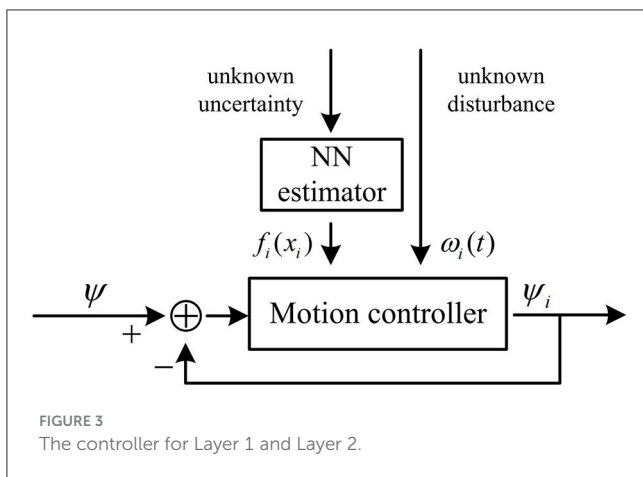 unknown
uncertainty
unknown
disturbance
NN
estimator
f_i(x_i)
ω_i(t)
ψ
+
−
Motion controller
ψ_i
FIGURE 3
The controller for Layer 1 and Layer 2.